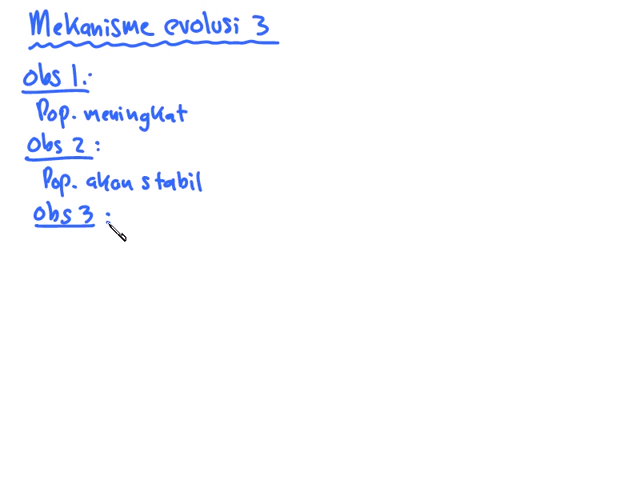 Mekanisme evolusi 3
Obs 1 :
Pop. meningkat
Obs 2 :
Pop. akan stabil
Obs 3 :